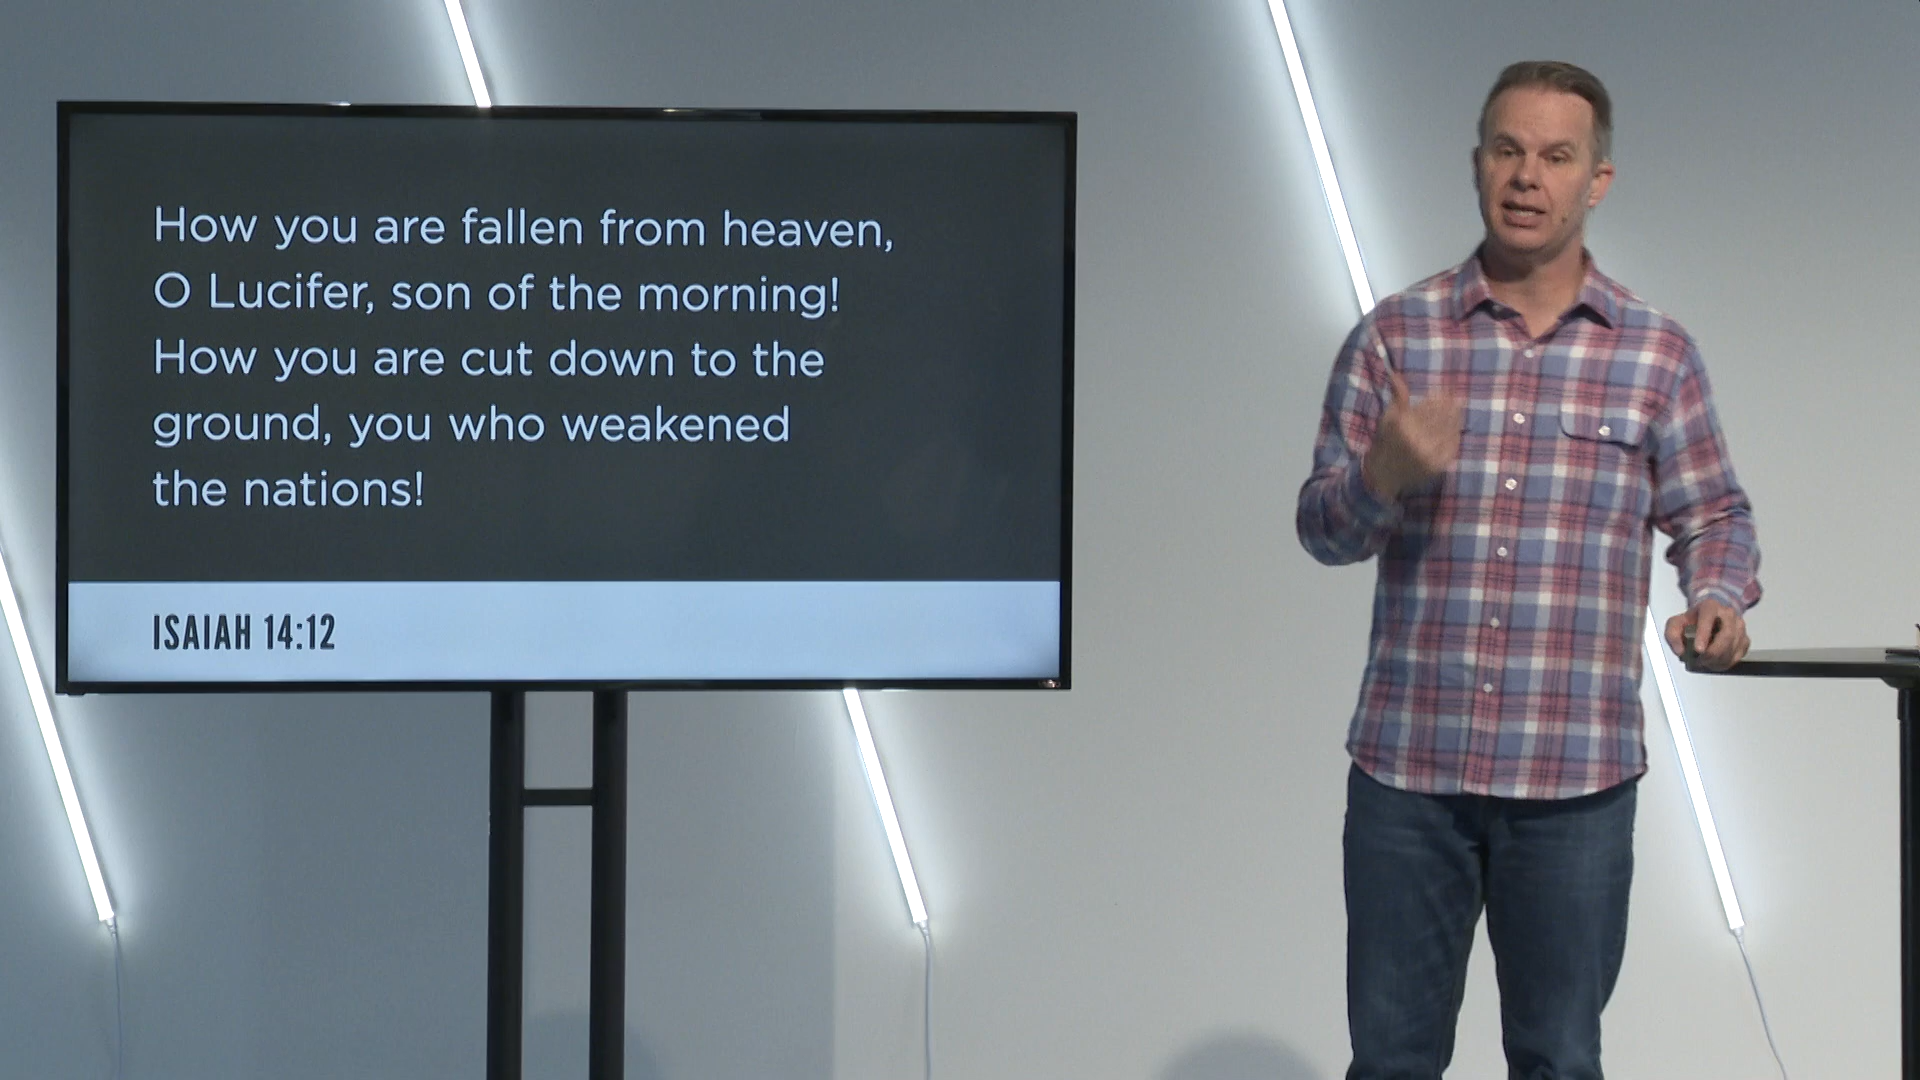 How you are fallen from heaven,
O Lucifer, son of the morning!
How you are cut down to the
ground, you who weakened
the nations!
ISAIAH 14:12